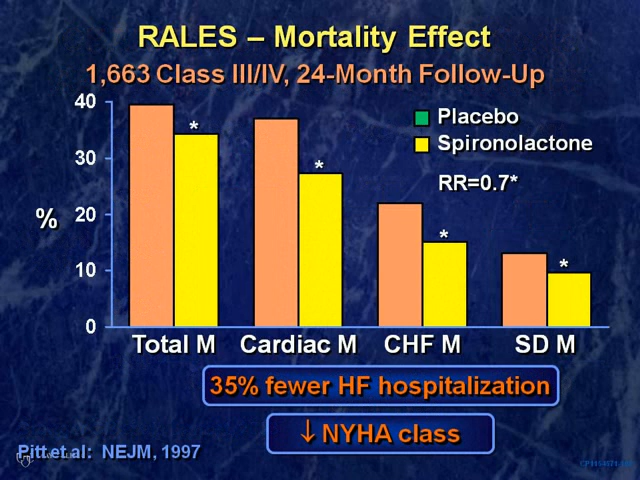 RALES – Mortality Effect
1,663 Class III/IV, 24-Month Follow-Up
40
30
20
10
0
%
Placebo
Spironolactone
RR=0.7*
*
*
*
*
Total M
Cardiac M
CHF M
SD M
35% fewer HF hospitalization
↓ NYHA class
Pitt et al: NEJM, 1997